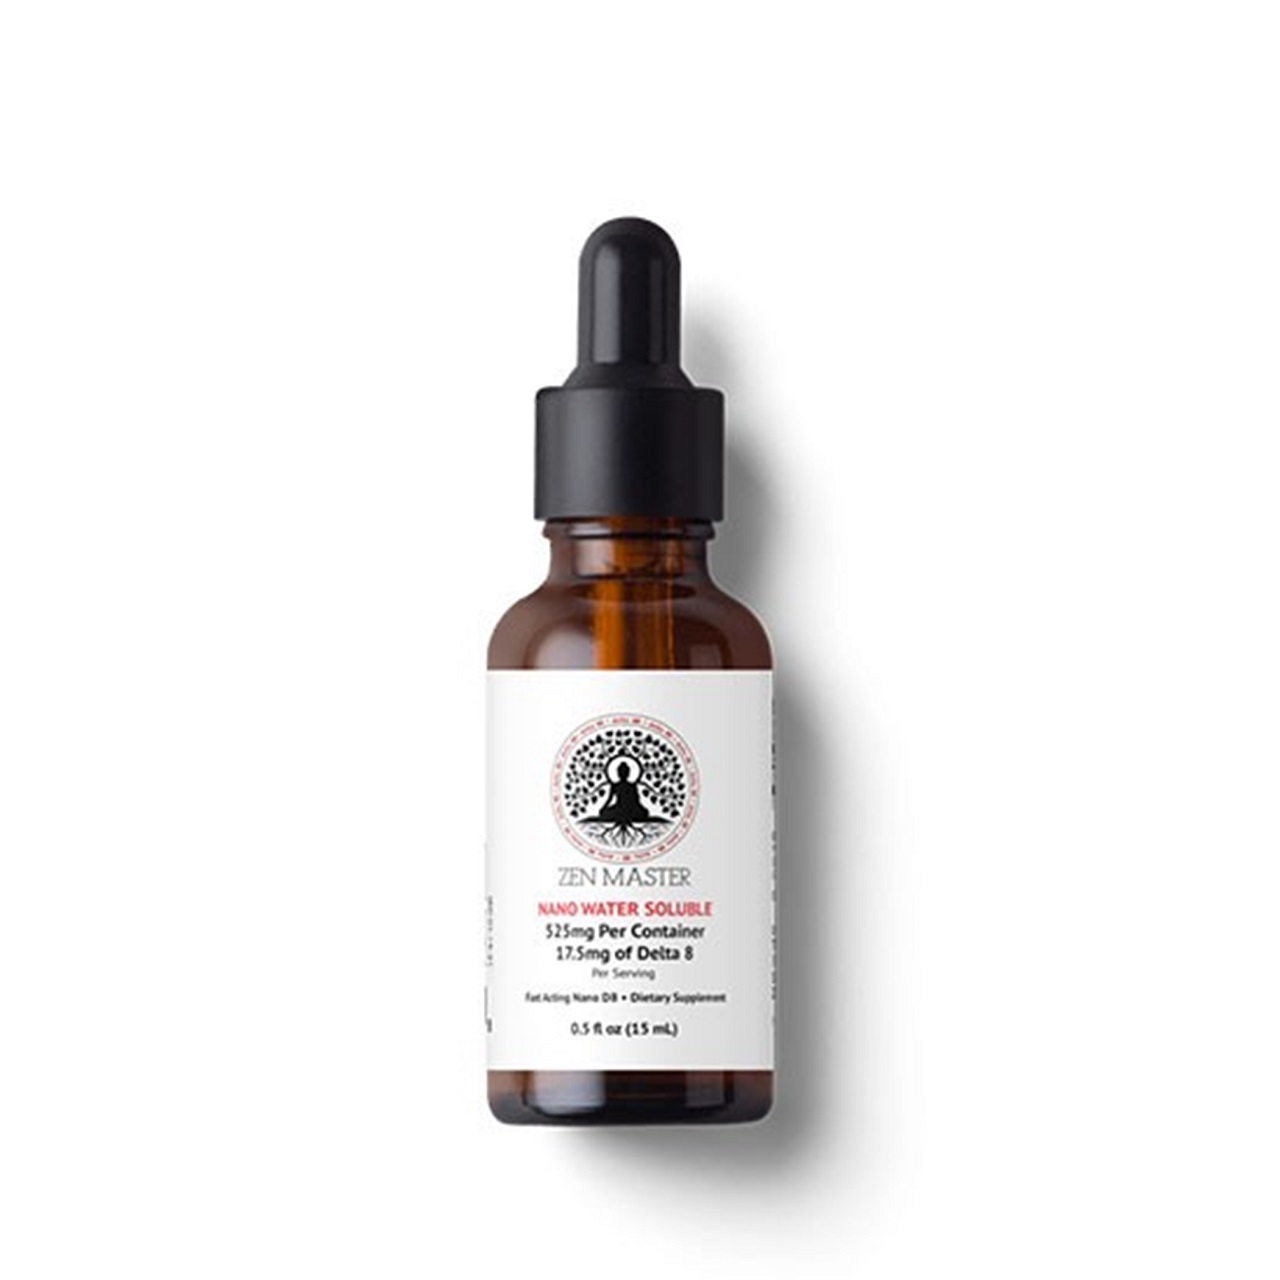 ZEN MASTER
NANO WATER SOLUBLE
525mg Per Container
17.5mg of Delta 8
Per Serving
Fast Acting Nano D8 • Dietary Supplement
0.5 fl oz (15 mL)